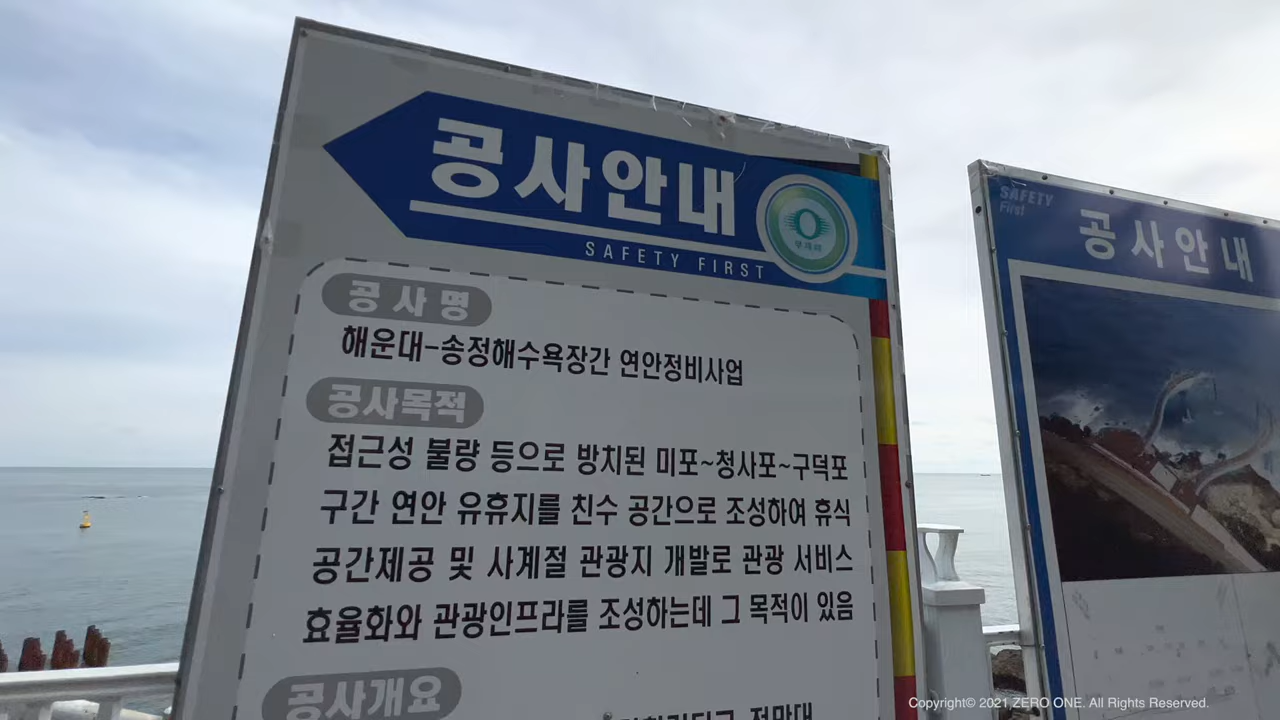 공사안내
SAFETY FIRST
공사명
해운대-송정해수욕장간 연안정비사업
공사목적
접근성 불량 등으로 방치된 미포~청사포~구덕포
구간 연안 유휴지를 친수 공간으로 조성하여 휴식
공간제공 및 사계절 관광지 개발로 관광 서비스
효율화와 관광인프라를 조성하는데 그 목적이 있음
공사개요
전망대
SAFETY
First
공사안내
Copyright© 2021 ZERO ONE. All Rights Reserved.